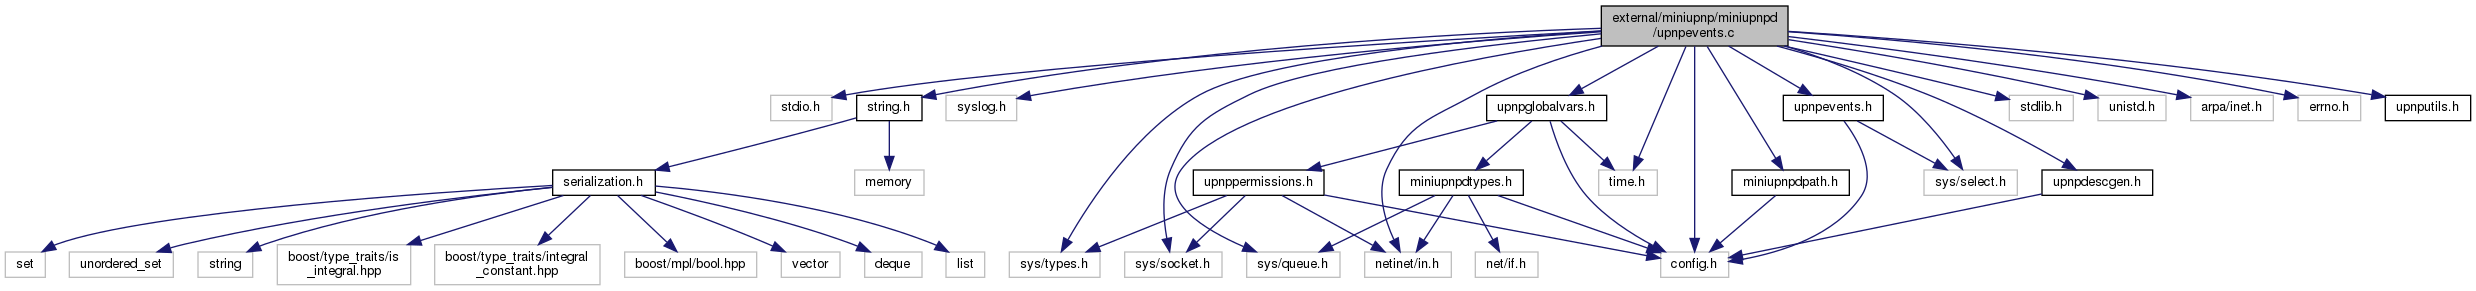 external/miniupnp/miniupnpd
/upnpevents.c
stdio.h
string.h
syslog.h
upnpglobalvars.h
upnpevents.h
stdlib.h
unistd.h
arpa/inet.h
errno.h
upnputils.h
serialization.h
memory
upnppermissions.h
miniupnpdtypes.h
time.h
miniupnpdpath.h
sys/select.h
upnpdescgen.h
set
unordered_set
string
boost/type_traits/is
_integral.hpp
boost/type_traits/integral
_constant.hpp
boost/mpl/bool.hpp
vector
deque
list
sys/types.h
sys/socket.h
sys/queue.h
netinet/in.h
net/if.h
config.h